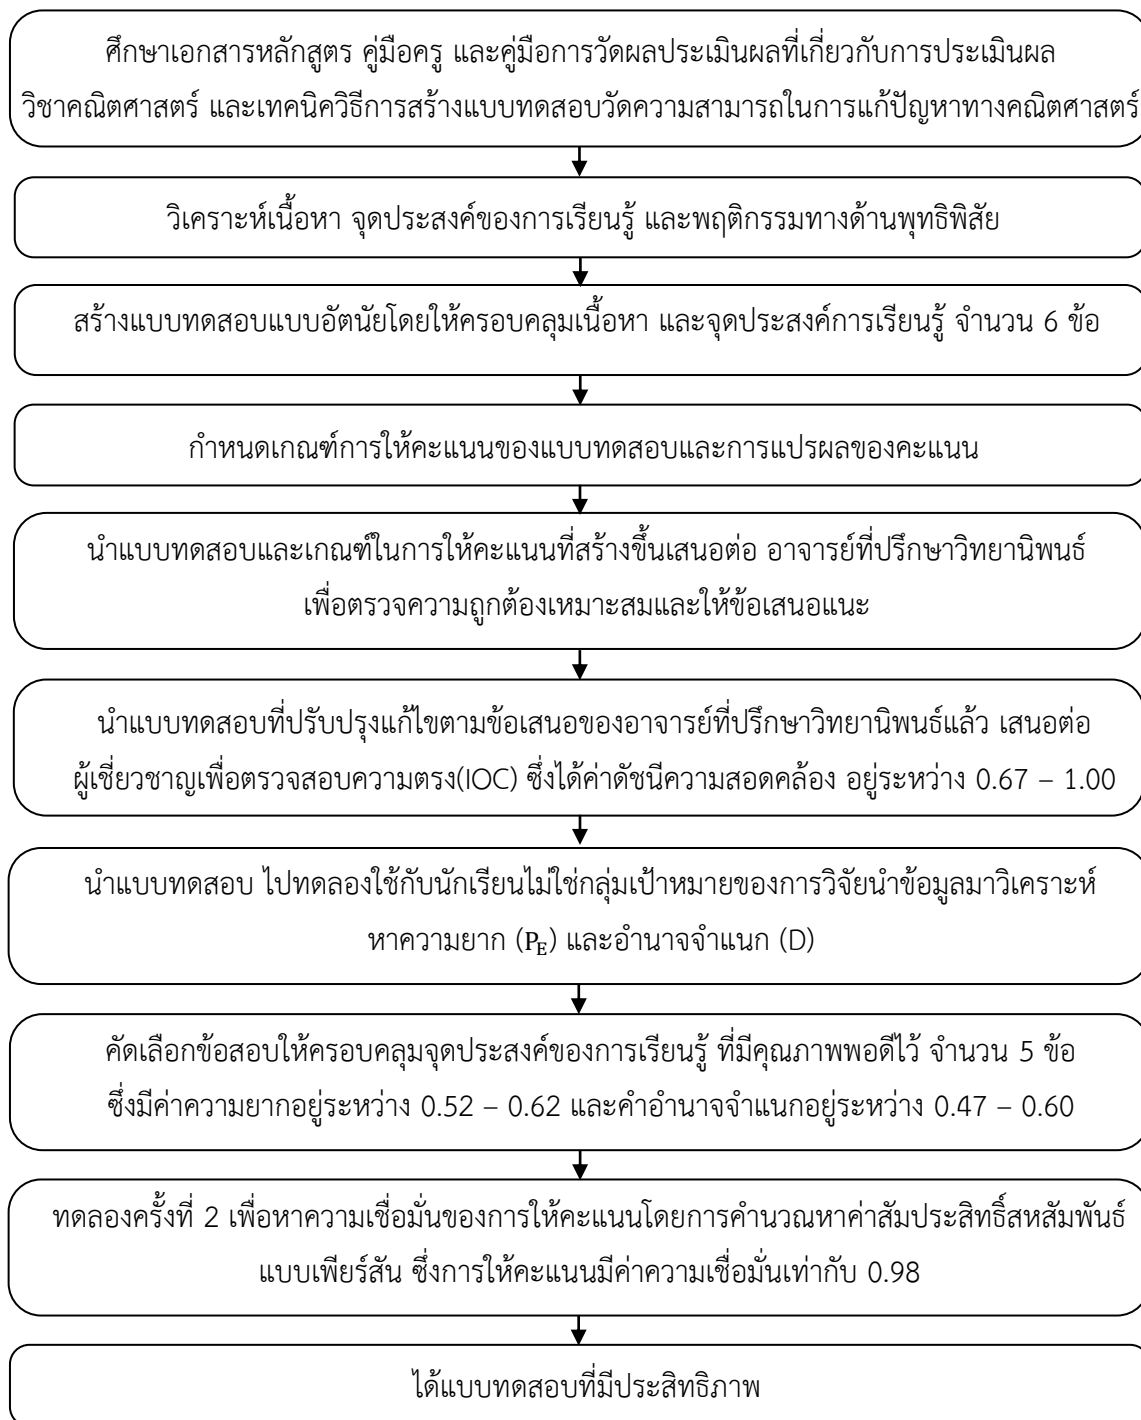 ศึกษาเอกสารหลักสูตร คู่มือครู และคู่มือการวัดผลประเมินผลที่เกี่ยวกับการประเมินผล
วิชาคณิตศาสตร์ และเทคนิควิธีการสร้างแบบทดสอบวัดความสามารถในการแก้ปัญหาทางคณิตศาสตร์
วิเคราะห์เนื้อหา จุดประสงค์ของการเรียนรู้ และพฤติกรรมทางด้านพุทธิพิสัย
สร้างแบบทดสอบแบบอัตนัยโดยให้ครอบคลุมเนื้อหา และจุดประสงค์การเรียนรู้ จำนวน 6 ข้อ
กำหนดเกณฑ์การให้คะแนนของแบบทดสอบและการแปรผลของคะแนน
นำแบบทดสอบและเกณฑ์ในการให้คะแนนที่สร้างขึ้นเสนอต่อ อาจารย์ที่ปรึกษาวิทยานิพนธ์
เพื่อตรวจความถูกต้องเหมาะสมและให้ข้อเสนอแนะ
นำแบบทดสอบที่ปรับปรุงแก้ไขตามข้อเสนอของอาจารย์ที่ปรึกษาวิทยานิพนธ์แล้ว เสนอต่อ
ผู้เชี่ยวชาญเพื่อตรวจสอบความตรง(IOC) ซึ่งได้ค่าดัชนีความสอดคล้อง อยู่ระหว่าง 0.67 – 1.00
นำแบบทดสอบ ไปทดลองใช้กับนักเรียนไม่ใช่กลุ่มเป้าหมายของการวิจัยนำข้อมูลมาวิเคราะห์
หาความยาก (P_E) และอำนาจจำแนก (D)
คัดเลือกข้อสอบให้ครอบคลุมจุดประสงค์ของการเรียนรู้ ที่มีคุณภาพพอดีไว้ จำนวน 5 ข้อ
ซึ่งมีค่าความยากอยู่ระหว่าง 0.52 – 0.62 และคำอำนาจจำแนกอยู่ระหว่าง 0.47 – 0.60
ทดลองครั้งที่ 2 เพื่อหาความเชื่อมั่นของการให้คะแนนโดยการคำนวณหาค่าสัมประสิทธิ์สหสัมพันธ์
แบบเพียร์สัน ซึ่งการให้คะแนนมีค่าความเชื่อมั่นเท่ากับ 0.98
ได้แบบทดสอบที่มีประสิทธิภาพ